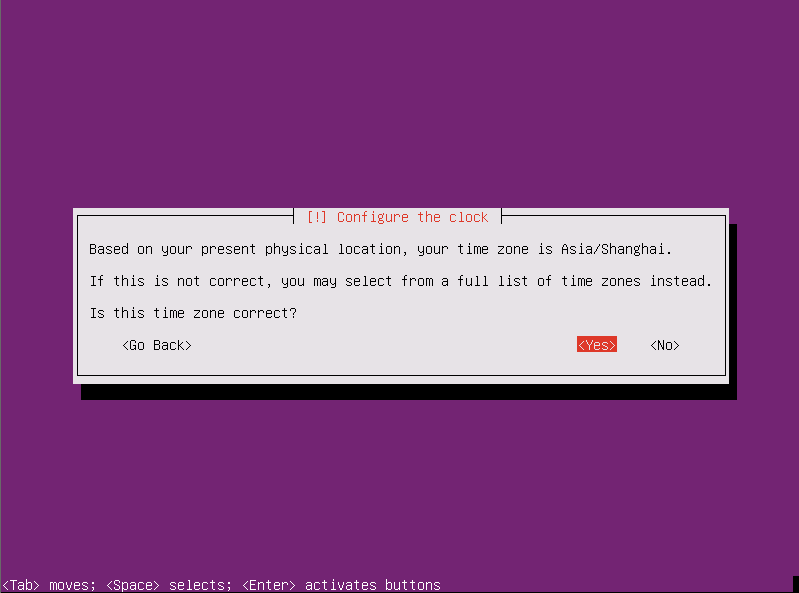 [!] Configure the clock
Based on your present physical location, your time zone is Asia/Shanghai.
If this is not correct, you may select from a full list of time zones instead.
Is this time zone correct?
<Go Back> <Yes> <No>
<Tab> moves; <Space> selects; <Enter> activates buttons